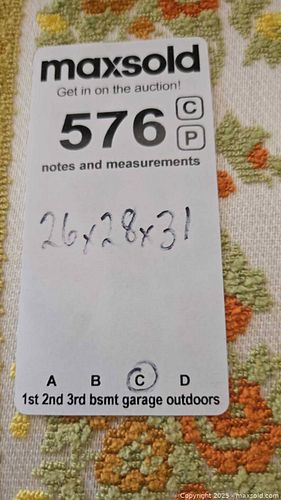 maxsold
Get in on the auction!
576 C
P
notes and measurements
26x28x31
A B C D
1st 2nd 3rd bsmt garage outdoors
Copyright 2025 - maxsold.com